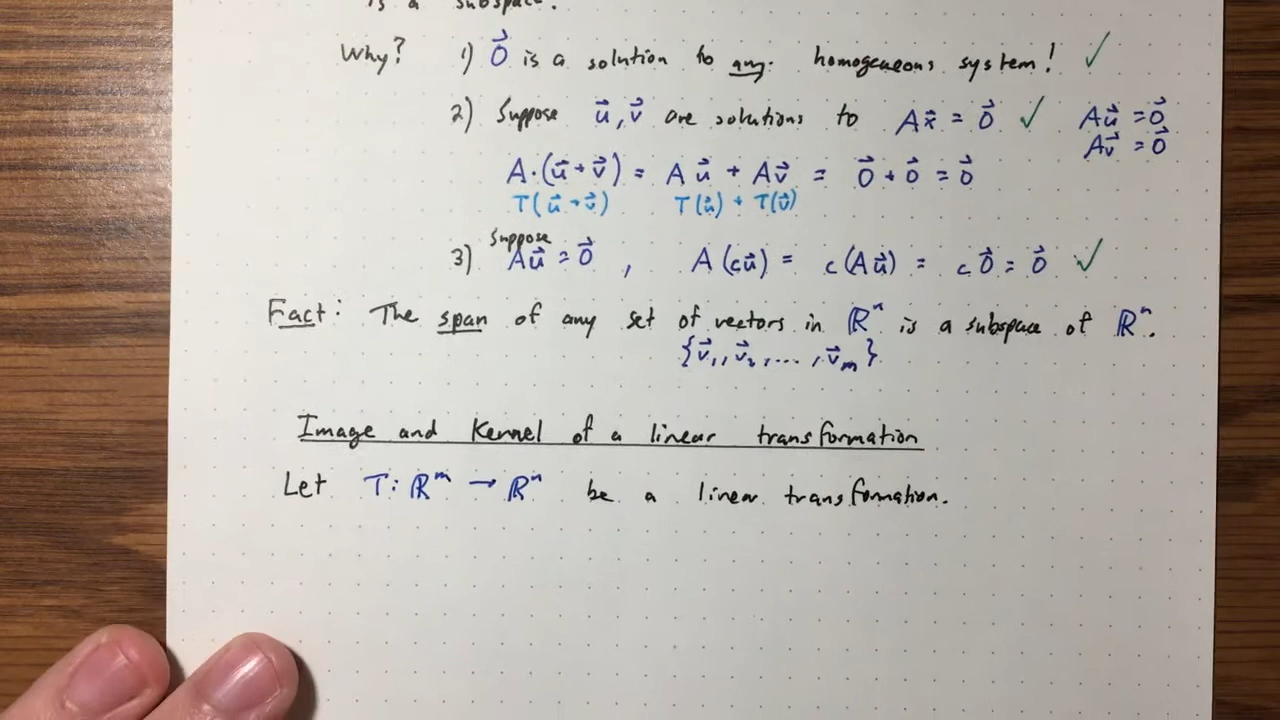 is a subspace.
Why? 1) 0⃗ is a solution to any homogeneous system! ✓
2) Suppose u⃗, v⃗ are solutions to Ax⃗ = 0⃗ ✓ Au⃗ = 0⃗
Av⃗ = 0⃗
A·(u⃗ + v⃗) = Au⃗ + Av⃗ = 0⃗ + 0⃗ = 0⃗
T(u⃗ + v⃗) T(u⃗) + T(v⃗)
Suppose
3) Au⃗ = 0⃗, A(cu⃗) = c(Au⃗) = c0⃗ = 0⃗ ✓
Fact: The span of any set of vectors in ℝⁿ is a subspace of ℝⁿ.
{v⃗₁, v⃗₂, ..., v⃗ₘ}
Image and Kernel of a linear transformation
Let T: ℝᵐ → ℝⁿ be a linear transformation.